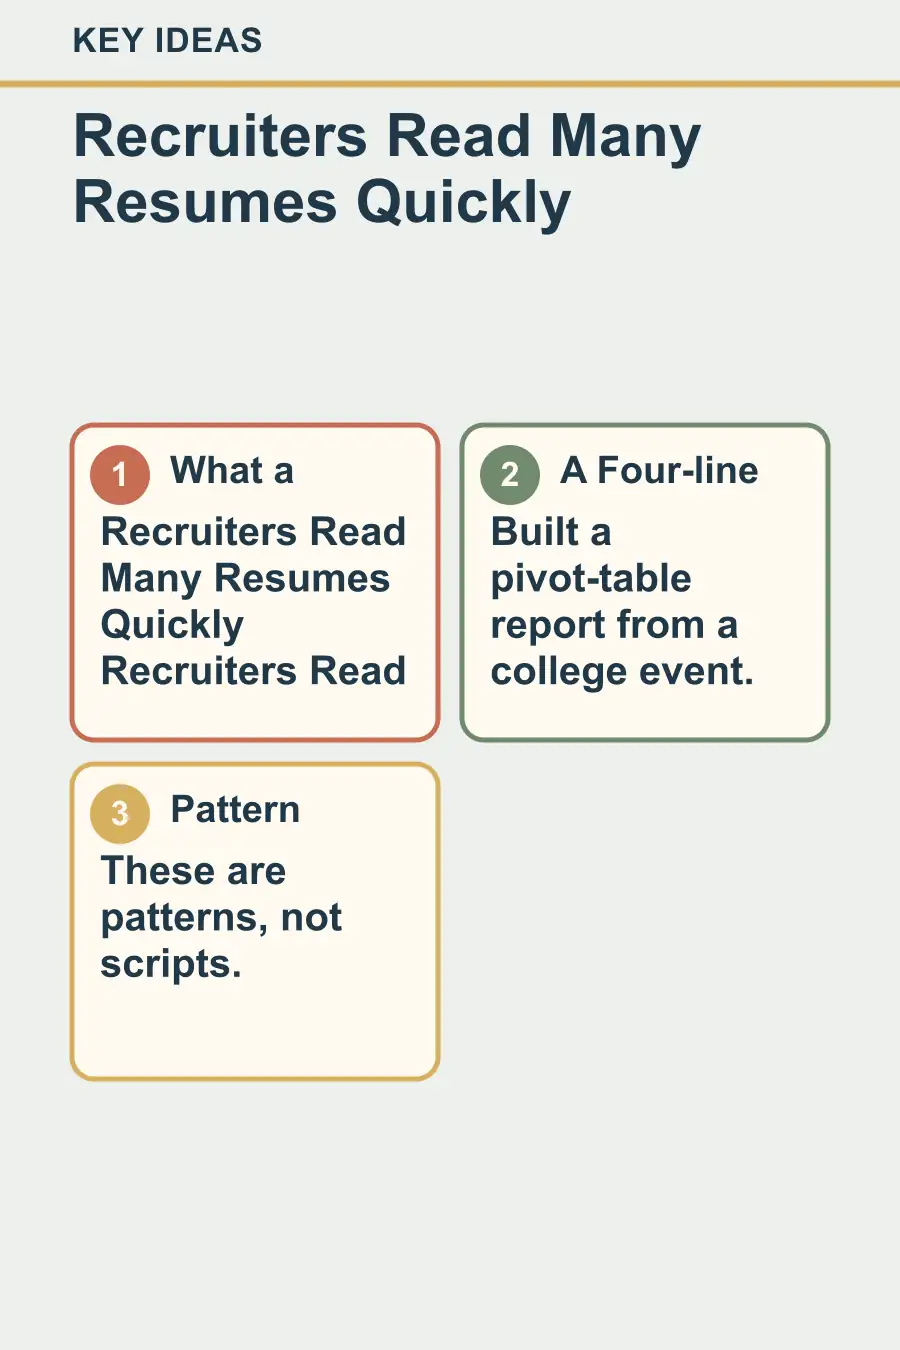 KEY IDEAS
Recruiters Read Many
Resumes Quickly
1 What a
Recruiters Read
Many Resumes
Quickly
Recruiters Read
2 A Four-line
Built a
pivot-table
report from a
college event.
3 Pattern
These are
patterns, not
scripts.